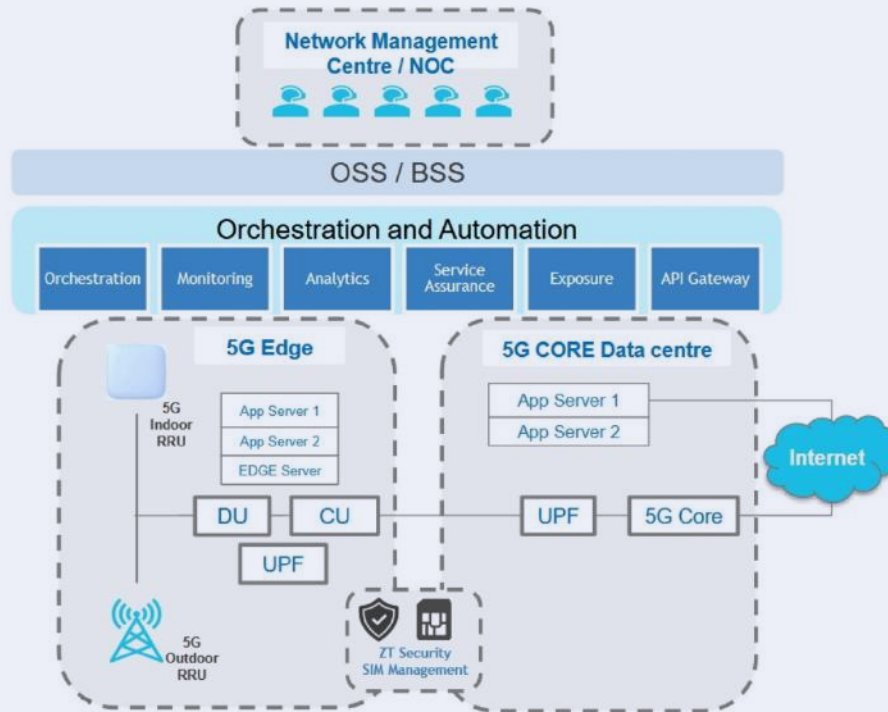 Network Management
Centre / NOC
OSS / BSS
Orchestration and Automation
Orchestration
Monitoring
Analytics
Service
Assurance
Exposure
API Gateway
5G Edge
5G
Indoor
RRU
App Server 1
App Server 2
EDGE Server
DU
CU
UPF
5G
Outdoor
RRU
5G CORE Data centre
App Server 1
App Server 2
UPF
5G Core
Internet
ZT Security
SIM Management